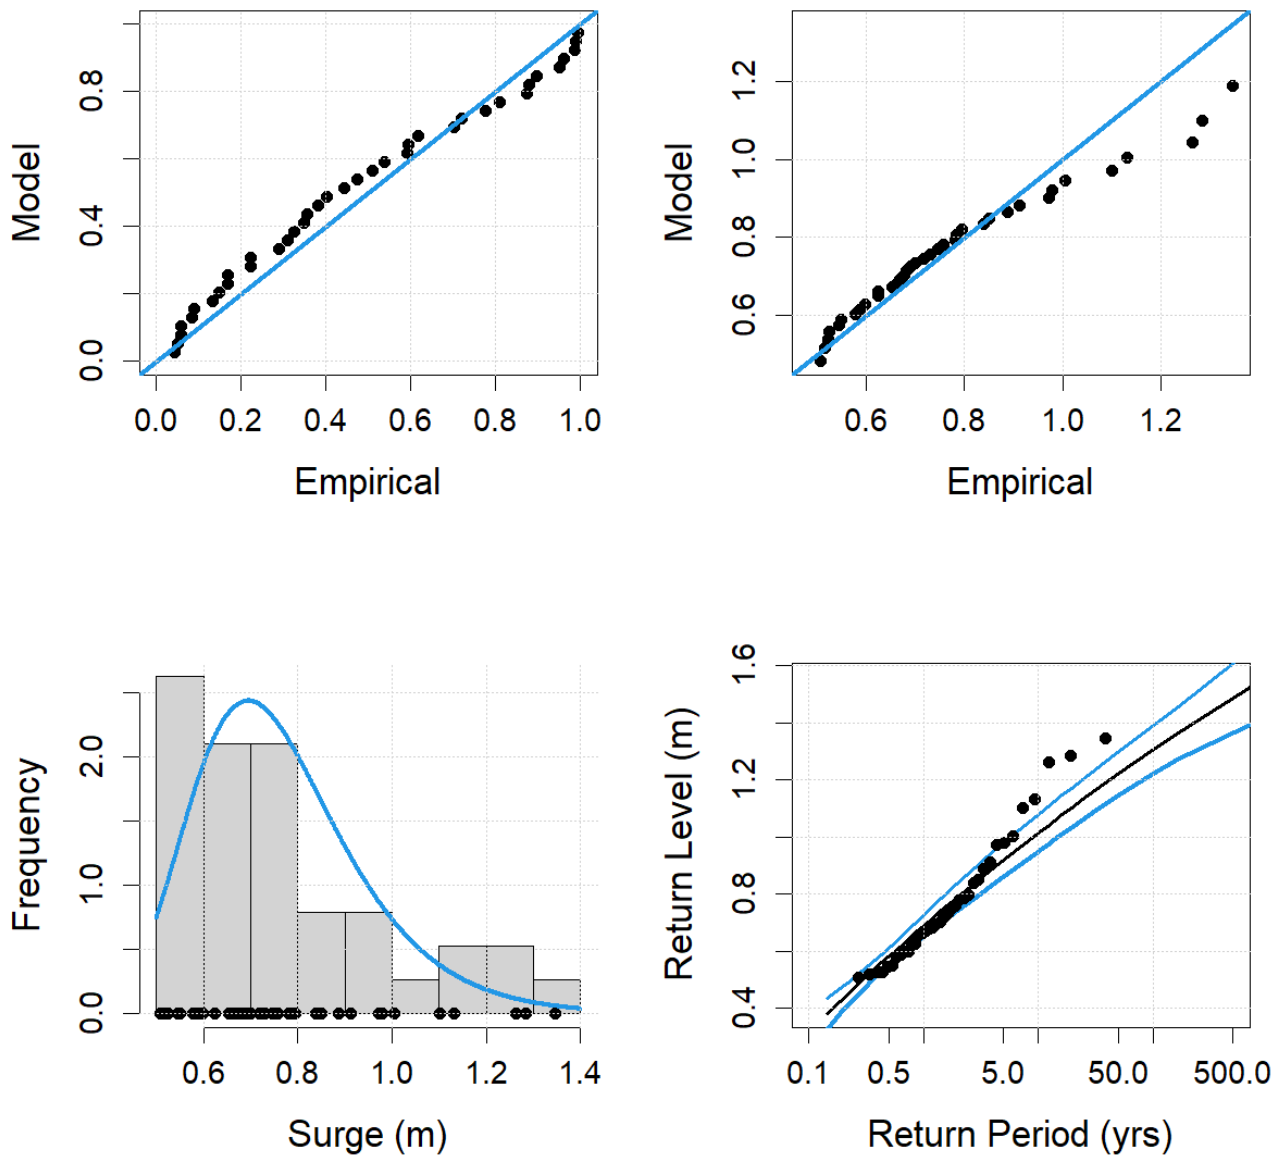 Model
0.0 0.4 0.8
0.0 0.2 0.4 0.6 0.8 1.0
Empirical
Model
0.6 0.8 1.0 1.2
0.6 0.8 1.0 1.2
Empirical
Frequency
0.0 1.0 2.0
0.6 0.8 1.0 1.2 1.4
Surge (m)
Return Level (m)
0.4 0.8 1.2 1.6
0.1 0.5 5.0 50.0 500.0
Return Period (yrs)